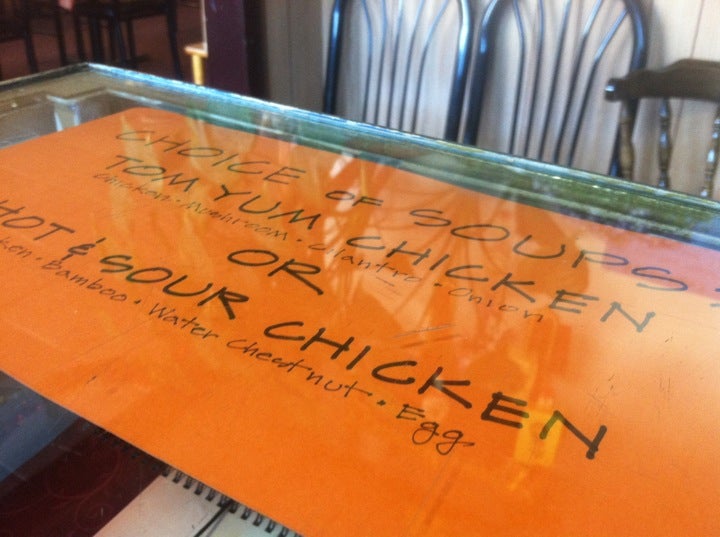 CHOICE OF SOUPS:
TOM YUM CHICKEN
Chicken • Mushroom • Cilantro • Onion
OR
HOT & SOUR CHICKEN
Bamboo • Water Chestnut • Egg